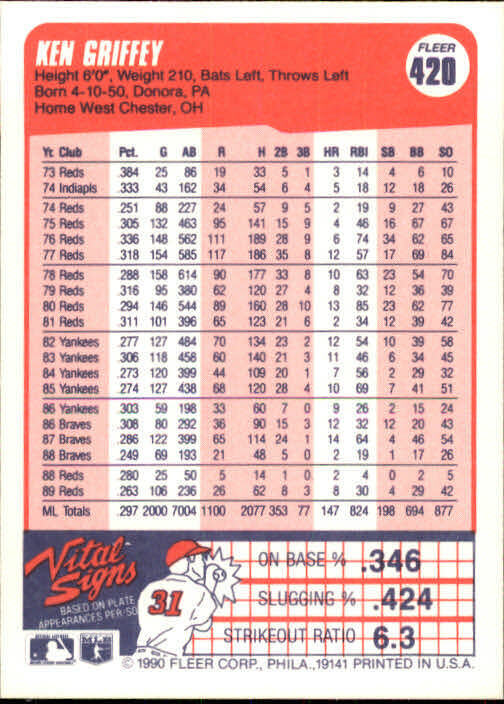 KEN GRIFFEY
FLEER
420
Height 6'0", Weight 210, Bats Left, Throws Left
Born 4-10-50, Donora, PA
Home West Chester, OH
Yr. Club Pct. G AB R H 2B 3B HR RBI SB BB SO
73 Reds .384 25 86 19 33 5 1 3 14 4 6 10
74 Indiapls .333 43 162 34 54 6 4 5 18 12 18 26
74 Reds .251 88 227 24 57 9 5 2 19 9 27 43
75 Reds .305 132 463 95 141 15 9 4 46 16 67 67
76 Reds .336 148 562 111 189 28 9 6 74 34 62 65
77 Reds .318 154 585 117 186 35 8 12 57 17 69 84
78 Reds .288 158 614 90 177 33 8 10 63 23 54 70
79 Reds .316 95 380 62 120 27 4 8 32 12 36 39
80 Reds .294 146 544 89 160 28 10 13 85 23 62 77
81 Reds .311 101 396 65 123 21 6 2 34 12 39 42
82 Yankees .277 127 484 70 134 23 2 12 54 10 39 58
83 Yankees .306 118 458 60 140 21 3 11 46 6 34 45
84 Yankees .273 120 399 44 109 20 1 7 56 2 29 32
85 Yankees .274 127 438 68 120 28 4 10 69 7 41 51
86 Yankees .303 59 198 33 60 7 0 9 26 2 15 24
86 Braves .308 80 292 36 90 15 3 12 32 12 20 43
87 Braves .286 122 399 65 114 24 1 14 64 4 46 54
88 Braves .249 69 193 21 48 5 0 2 19 1 17 26
88 Reds .280 25 50 5 14 1 0 2 4 0 2 5
89 Reds .263 106 236 26 62 8 3 8 30 4 29 42
ML Totals .297 2000 7004 1100 2077 353 77 147 824 198 694 877
Vital
Signs
BASED ON PLATE
APPEARANCES PER/SO
31
ON BASE % .346
SLUGGING % .424
STRIKEOUT RATIO 6.3
© 1990 FLEER CORP., PHILA., 19141 PRINTED IN U.S.A.